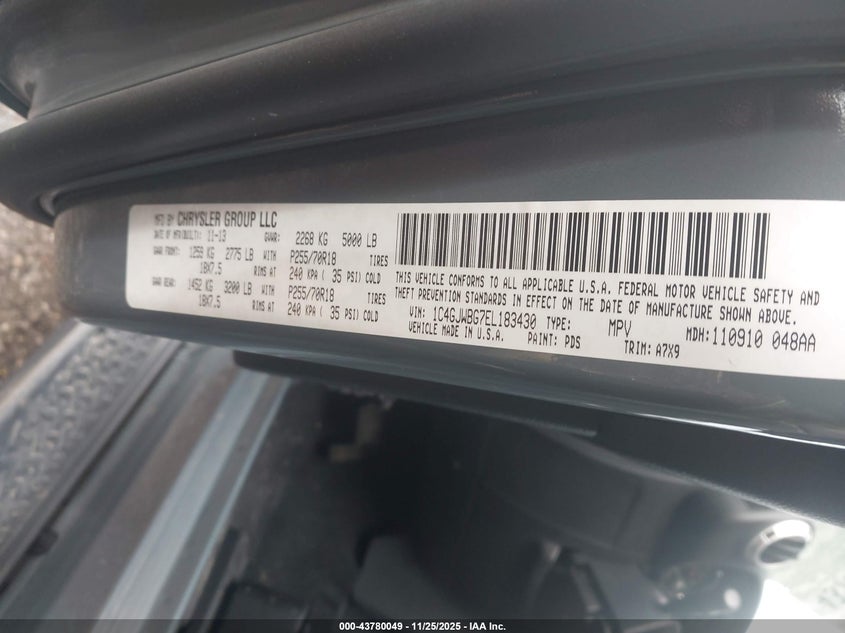 MFD BY CHRYSLER GROUP LLC
DATE OF MFR 11-13 GVWR: 2268 KG 5000 LB
GAWR FRONT: 1259 KG 2775 LB WITH P255/70R18 TIRES
18X7.5 RIMS AT 240 KPA ( 35 PSI) COLD
GAWR REAR: 1452 KG 3200 LB WITH P255/70R18 TIRES
18X7.5 RIMS AT 240 KPA ( 35 PSI) COLD
THIS VEHICLE CONFORMS TO ALL APPLICABLE U.S.A. FEDERAL MOTOR VEHICLE SAFETY AND
THEFT PREVENTION STANDARDS IN EFFECT ON THE DATE OF MANUFACTURE SHOWN ABOVE.
VIN: 1C4GJWBG7EL183430 TYPE: MPV MDH: 110910 048AA
VEHICLE MADE IN U.S.A. PAINT: PDS TRIM: A7X9
000-43780049 - 11/25/2025 - IAA Inc.